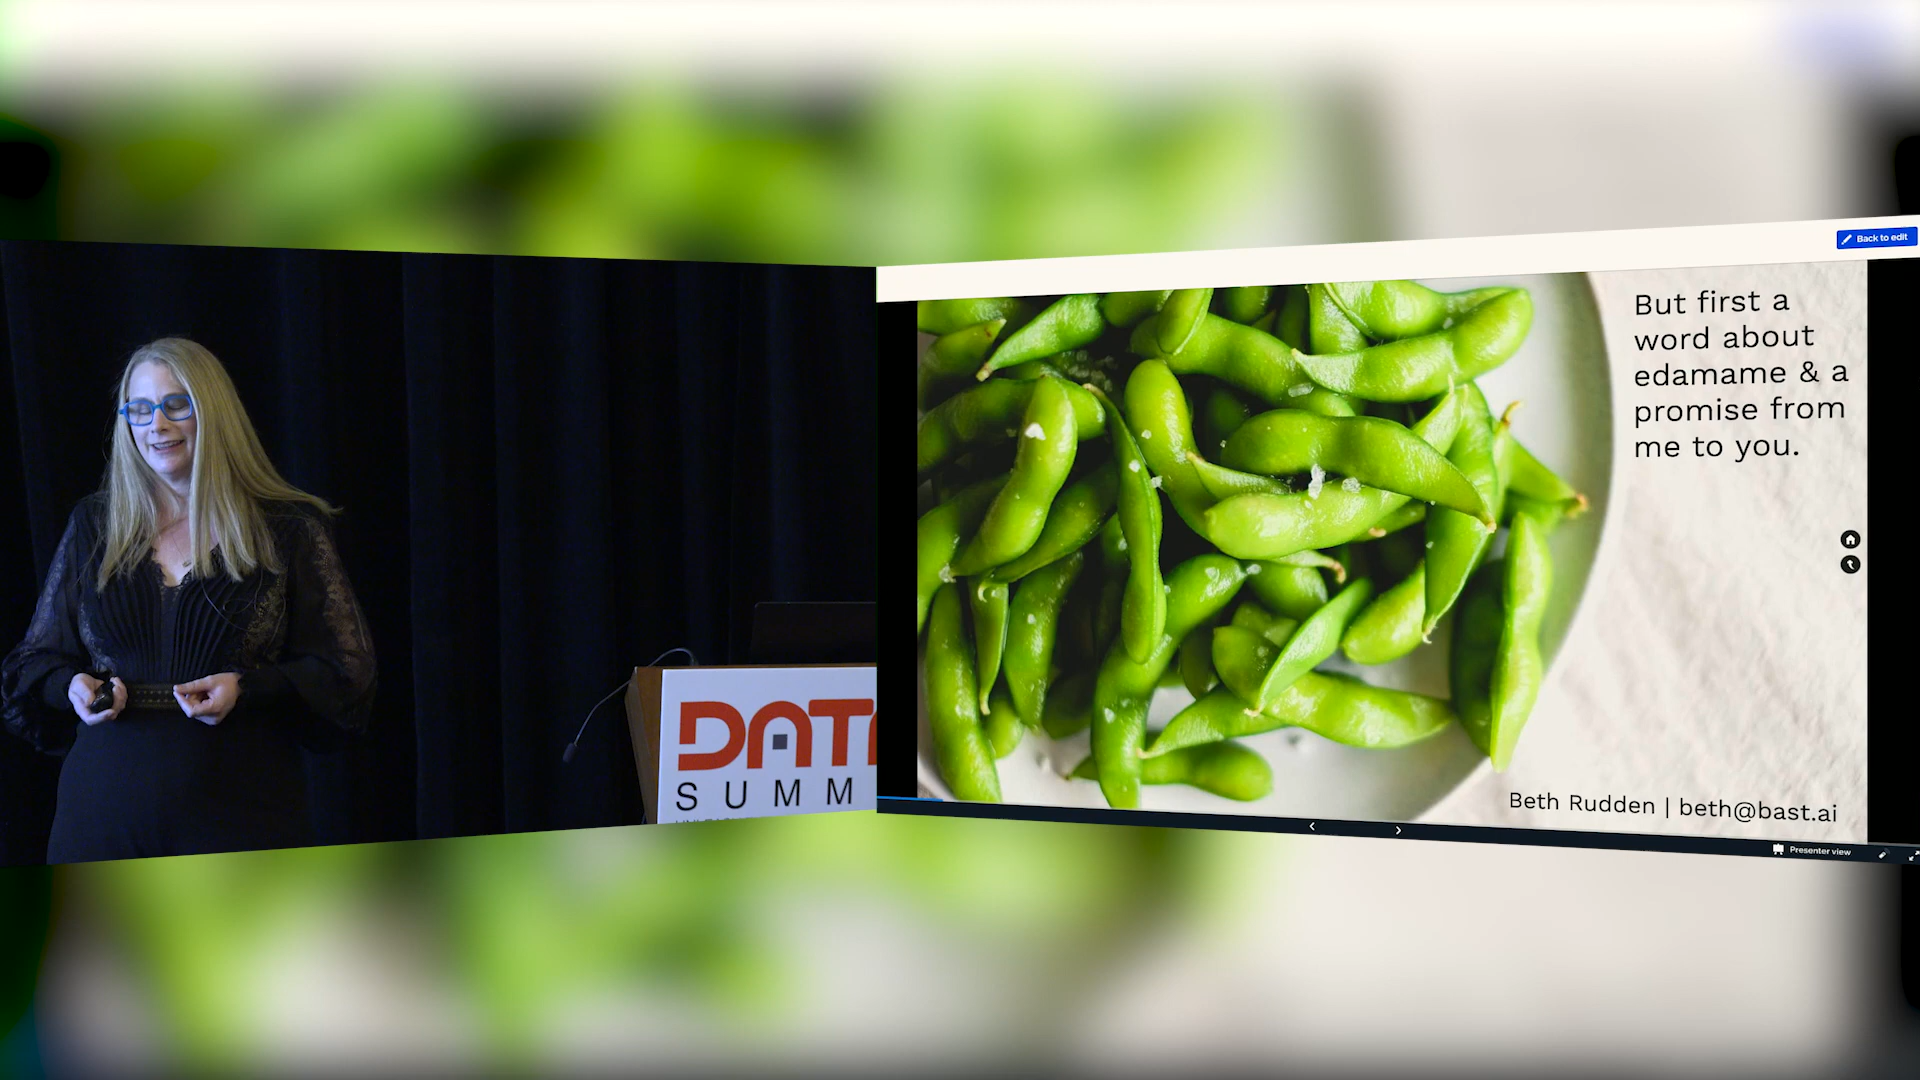 Back to edit
But first a
word about
edamame & a
promise from
me to you.
DATA
SUMM
Beth Rudden | beth@bast.ai
Presenter view